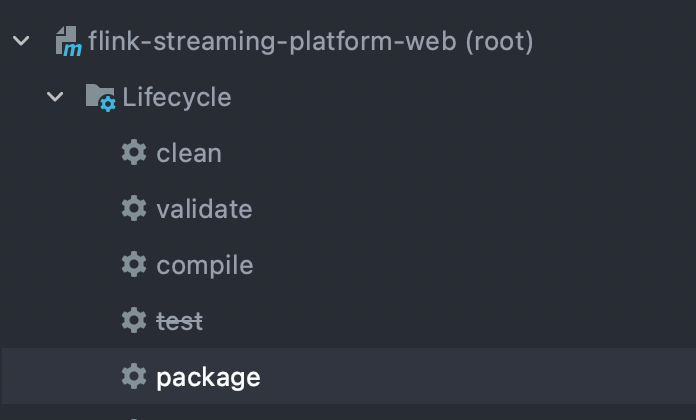 flink-streaming-platform-web (root)
Lifecycle
clean
validate
compile
test
package